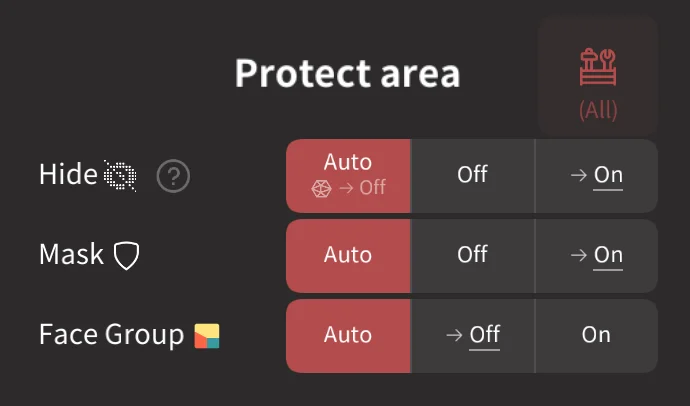 Protect area
(All)
Hide ? Auto Off → On
→ Off
Mask Auto Off → On
Face Group Auto → Off On